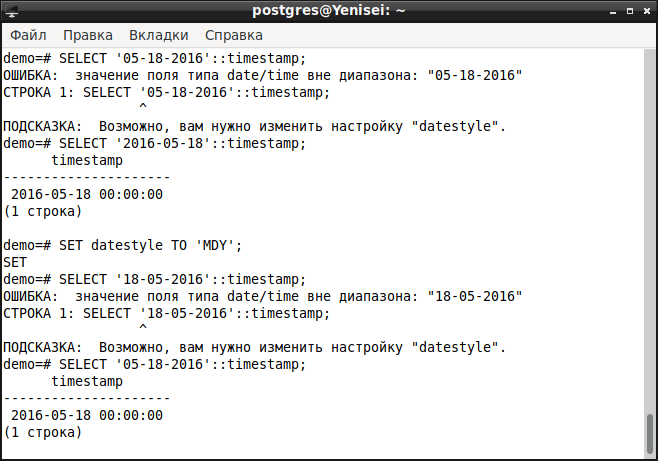 postgres@Yenisei: ~
Файл Правка Вкладки Справка
demo=# SELECT '05-18-2016'::timestamp;
ОШИБКА:  значение поля типа date/time вне диапазона: "05-18-2016"
СТРОКА 1: SELECT '05-18-2016'::timestamp;
                 ^
ПОДСКАЗКА:  Возможно, вам нужно изменить настройку "datestyle".
demo=# SELECT '2016-05-18'::timestamp;
      timestamp
---------------------
 2016-05-18 00:00:00
(1 строка)

demo=# SET datestyle TO 'MDY';
SET
demo=# SELECT '18-05-2016'::timestamp;
ОШИБКА:  значение поля типа date/time вне диапазона: "18-05-2016"
СТРОКА 1: SELECT '18-05-2016'::timestamp;
                 ^
ПОДСКАЗКА:  Возможно, вам нужно изменить настройку "datestyle".
demo=# SELECT '05-18-2016'::timestamp;
      timestamp
---------------------
 2016-05-18 00:00:00
(1 строка)